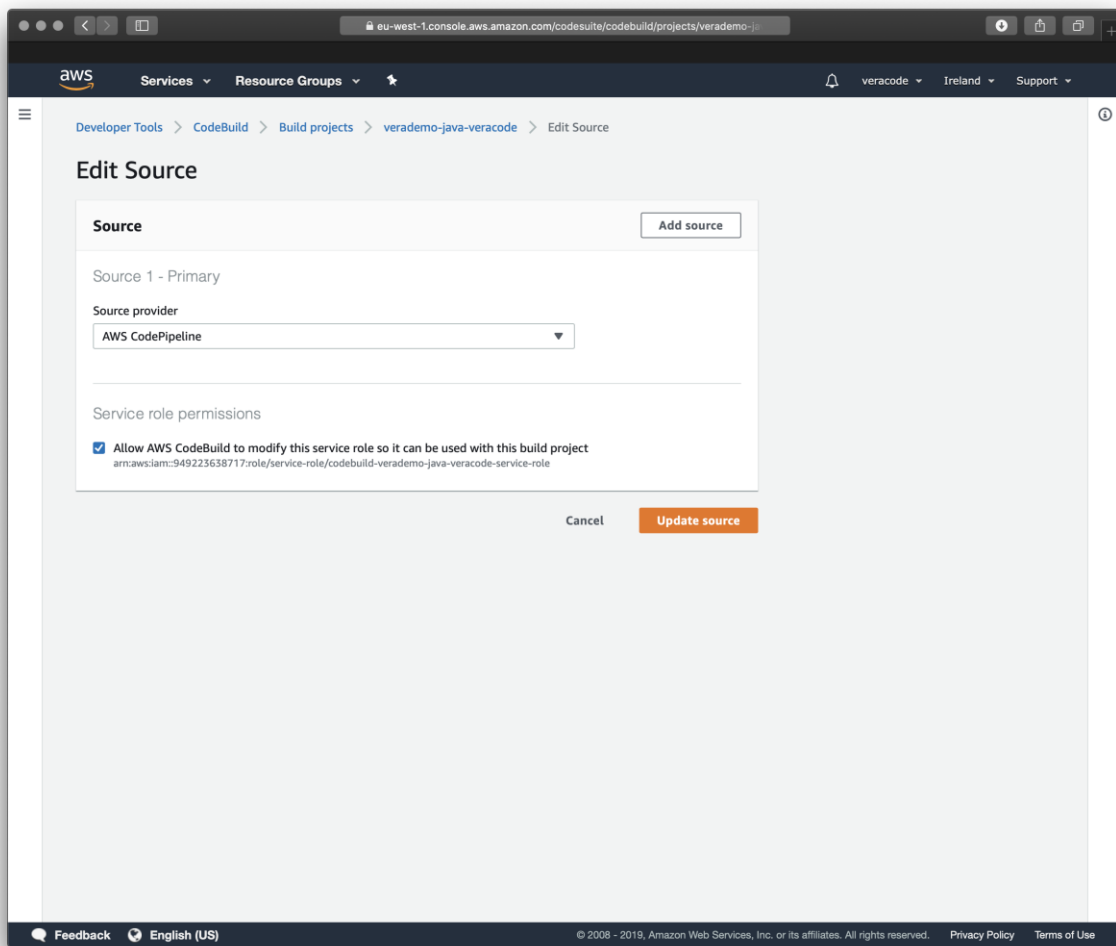 eu-west-1.console.aws.amazon.com/codesuite/codebuild/projects/verademo-ja
aws Services Resource Groups veracode Ireland Support
Developer Tools > CodeBuild > Build projects > verademo-java-veracode > Edit Source
Edit Source
Source Add source
Source 1 - Primary
Source provider
AWS CodePipeline
Service role permissions
Allow AWS CodeBuild to modify this service role so it can be used with this build project
arn:aws:iam::949223638717:role/service-role/codebuild-verademo-java-veracode-service-role
Cancel Update source
Feedback English (US) © 2008 - 2019, Amazon Web Services, Inc. or its affiliates. All rights reserved. Privacy Policy Terms of Use